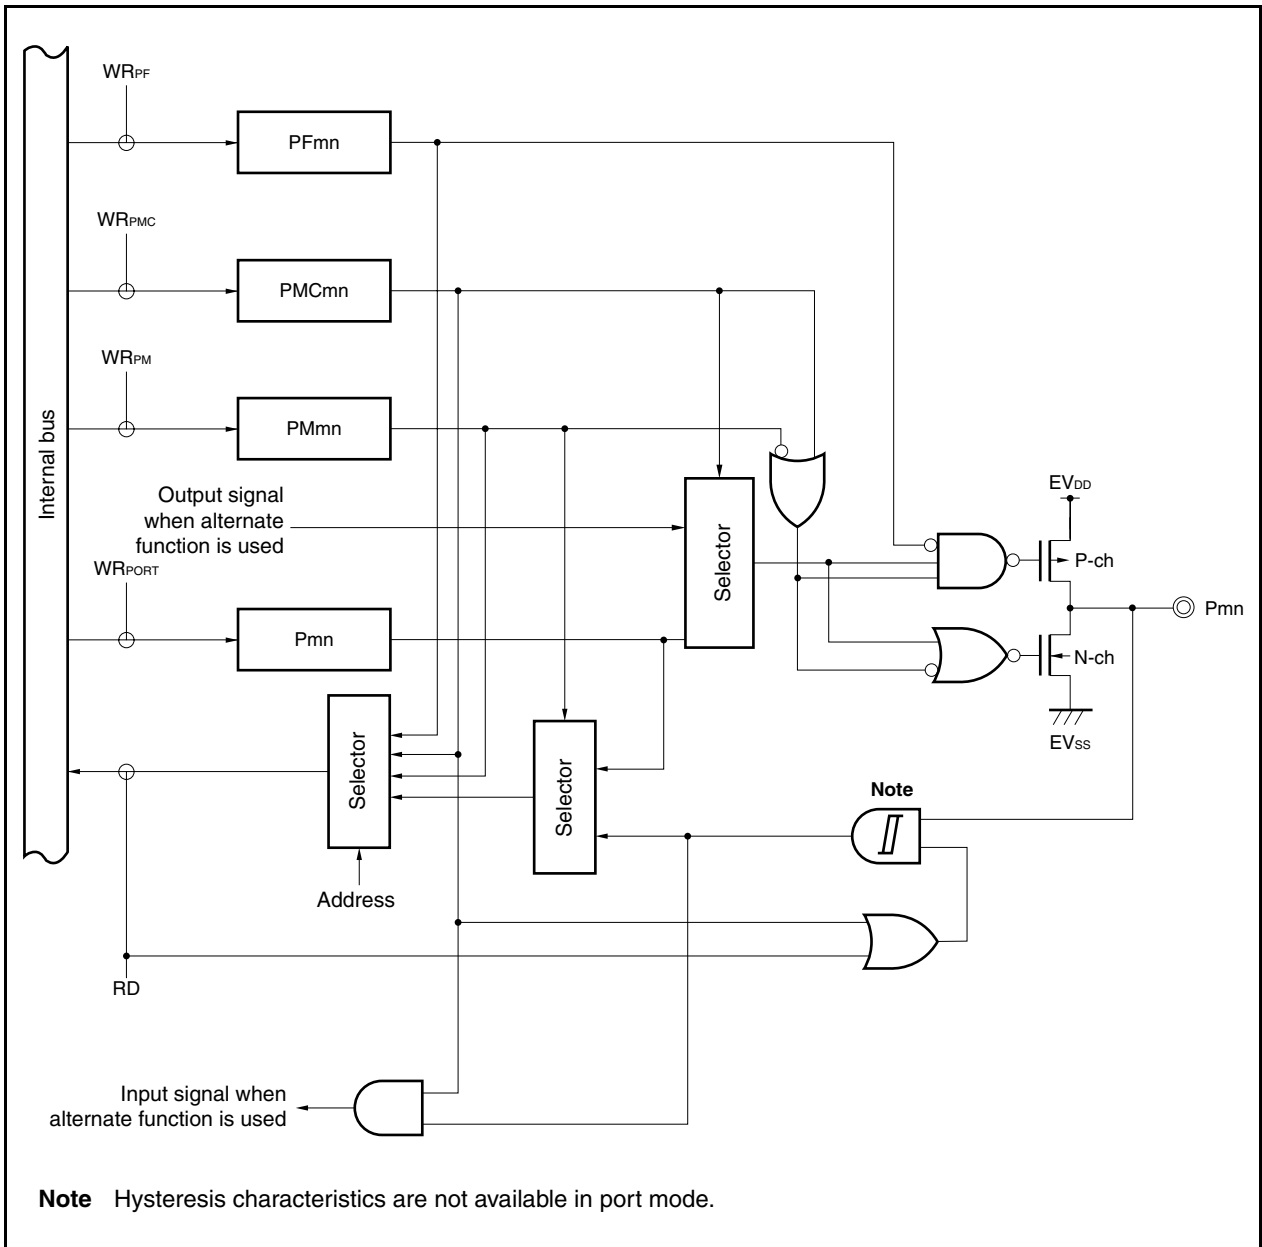 WRPF
PFmn
WRPMC
PMCmn
WRPM
PMmn
Internal bus
Output signal
when alternate
function is used
WRPORT
Pmn
Selector
EVDD
P-ch
Pmn
N-ch
EVSS
Selector
Selector
Note
Address
RD
Input signal when
alternate function is used
Note Hysteresis characteristics are not available in port mode.